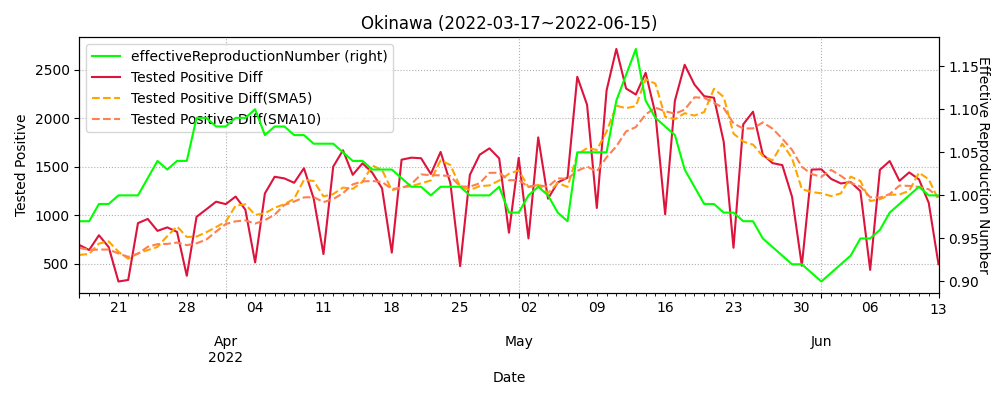 Okinawa (2022-03-17~2022-06-15)
effectiveReproductionNumber (right)
Tested Positive Diff
Tested Positive Diff(SMA5)
Tested Positive Diff(SMA10)
Tested Positive
2500
2000
1500
1000
500
Effective Reproduction Number
1.15
1.10
1.05
1.00
0.95
0.90
21 28 04 11 18 25 02 09 16 23 30 06 13
Apr May Jun
2022
Date